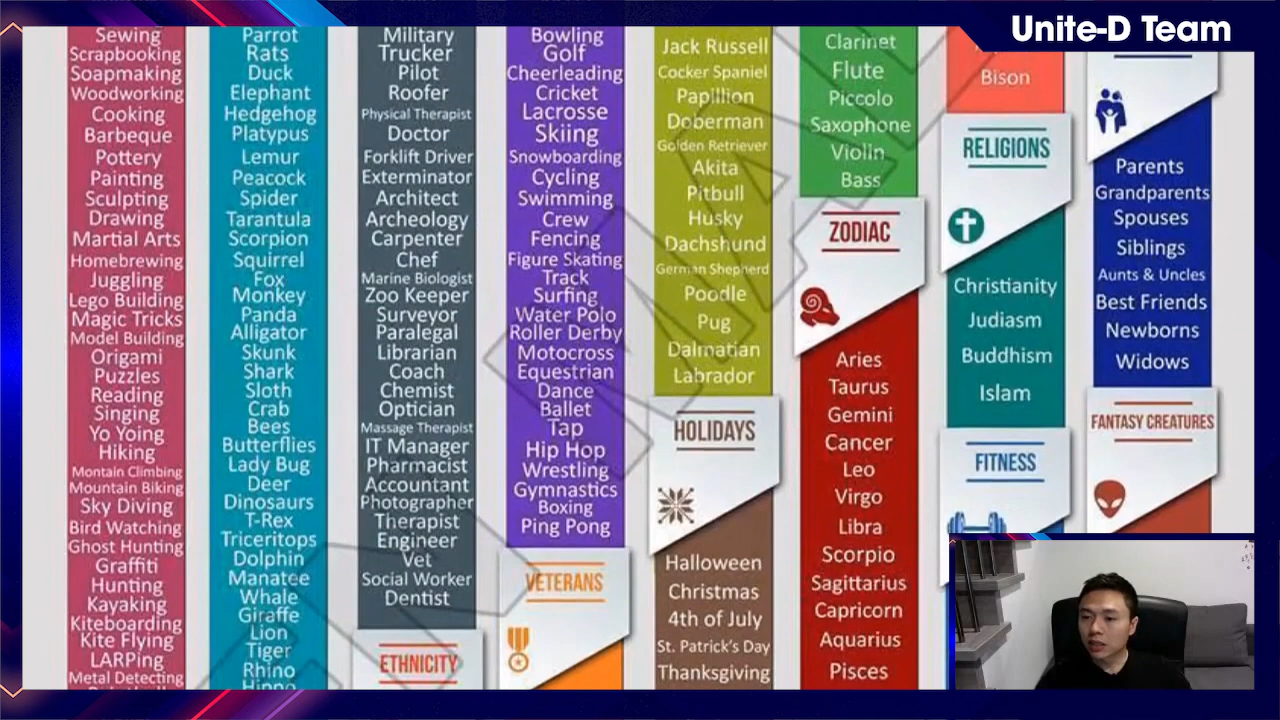 Unite-D Team
Sewing
Scrapbooking
Soapmaking
Woodworking
Cooking
Barbeque
Pottery
Painting
Sculpting
Drawing
Martial Arts
Homebrewing
Juggling
Lego Building
Magic Tricks
Model Building
Origami
Puzzles
Reading
Singing
Yo Yoing
Hiking
Montain Climbing
Mountain Biking
Sky Diving
Bird Watching
Ghost Hunting
Graffiti
Hunting
Kayaking
Kiteboarding
Kite Flying
LARPing
Metal Detecting
Parrot
Rats
Duck
Elephant
Hedgehog
Platypus
Lemur
Peacock
Spider
Tarantula
Scorpion
Squirrel
Fox
Monkey
Panda
Alligator
Skunk
Shark
Sloth
Crab
Bees
Butterflies
Lady Bug
Deer
Dinosaurs
T-Rex
Triceritops
Dolphin
Manatee
Whale
Giraffe
Lion
Tiger
Rhino
Hippo
Military
Trucker
Pilot
Roofer
Physical Therapist
Doctor
Forklift Driver
Exterminator
Architect
Archeology
Carpenter
Chef
Marine Biologist
Zoo Keeper
Surveyor
Paralegal
Librarian
Coach
Chemist
Optician
Massage Therapist
IT Manager
Pharmacist
Accountant
Photographer
Therapist
Engineer
Vet
Social Worker
Dentist
ETHNICITY
Bowling
Golf
Cheerleading
Cricket
Lacrosse
Skiing
Snowboarding
Cycling
Swimming
Crew
Fencing
Figure Skating
Track
Surfing
Water Polo
Roller Derby
Motocross
Equestrian
Dance
Ballet
Tap
Hip Hop
Wrestling
Gymnastics
Boxing
Ping Pong
VETERANS
Jack Russell
Cocker Spaniel
Papillion
Doberman
Golden Retriever
Akita
Pitbull
Husky
Dachshund
German Shepherd
Poodle
Pug
Dalmatian
Labrador
HOLIDAYS
Halloween
Christmas
4th of July
St. Patrick's Day
Thanksgiving
Clarinet
Flute
Piccolo
Saxophone
Violin
Bass
ZODIAC
Aries
Taurus
Gemini
Cancer
Leo
Virgo
Libra
Scorpio
Sagittarius
Capricorn
Aquarius
Pisces
Bison
RELIGIONS
Christianity
Judiasm
Buddhism
Islam
FITNESS
Parents
Grandparents
Spouses
Siblings
Aunts & Uncles
Best Friends
Newborns
Widows
FANTASY CREATURES